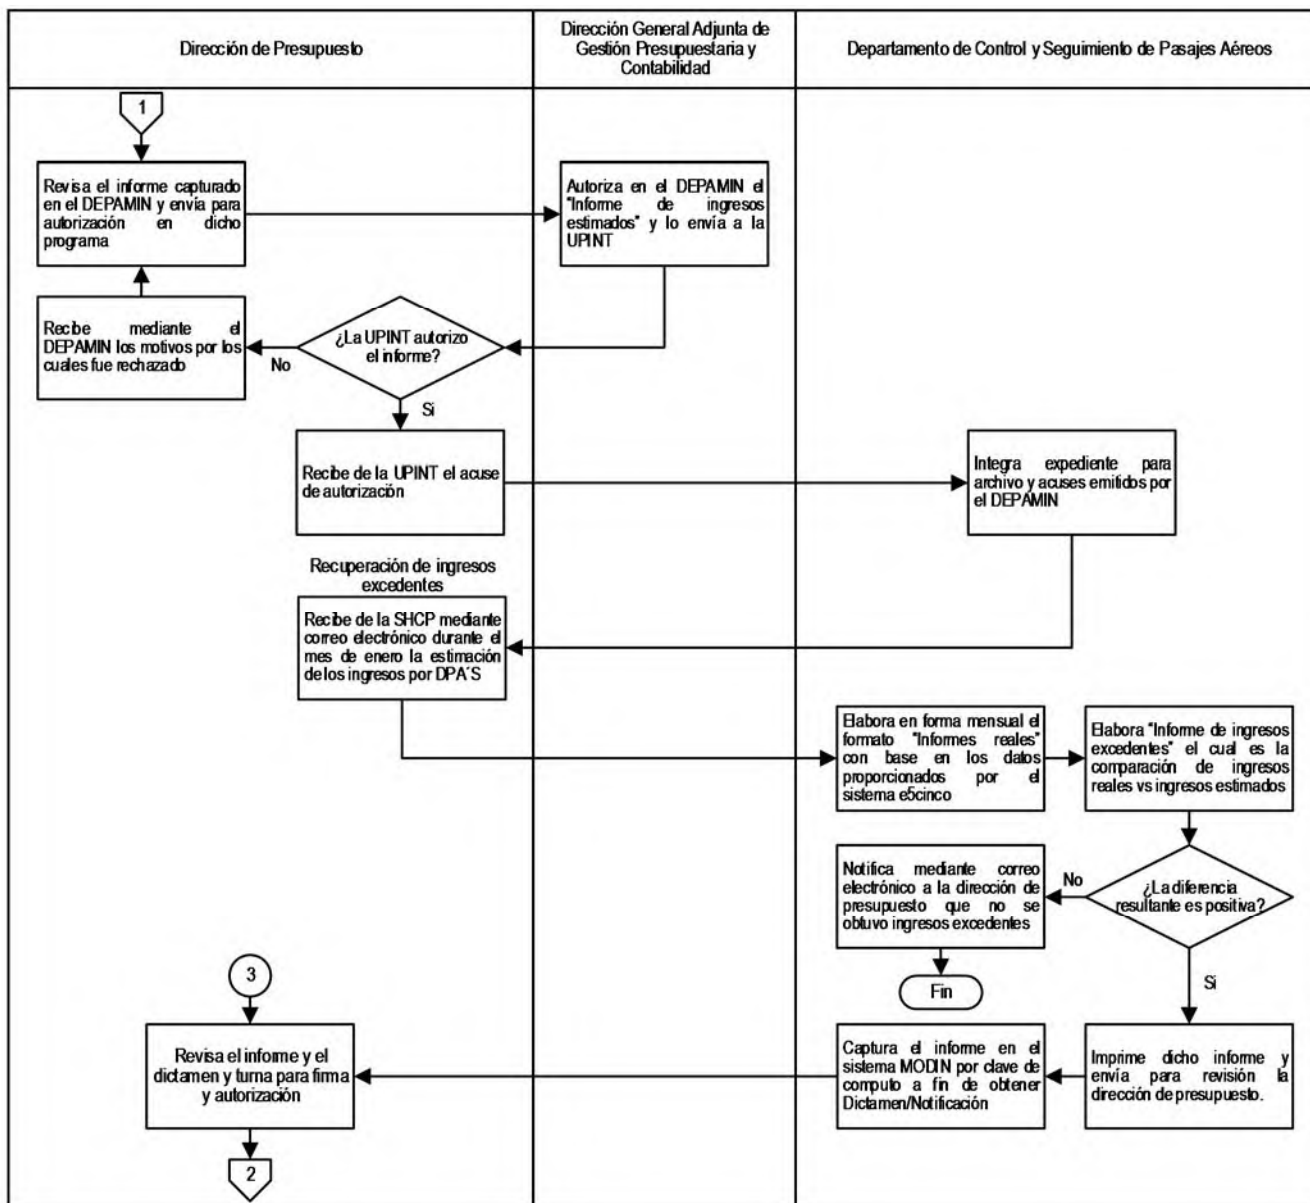 Dirección de Presupuesto
Dirección General Adjunta de
Gestión Presupuestaria y
Contabilidad
Departamento de Control y Seguimiento de Pasajes Aéreos
1
Revisa el informe capturado
en el DEPAMIN y envía para
autorización en dicho
programa
Autoriza en el DEPAMIN el
"Informe de ingresos
estimados" y lo envía a la
UPINT
Recibe mediante el
DEPAMIN los motivos por los
cuales fue rechazado
No
¿La UPINT autorizo
el informe?
Si
Recibe de la UPINT el acuse
de autorización
Integra expediente para
archivo y acuses emitidos por
el DEPAMIN
Recuperación de ingresos
excedentes
Recibe de la SHCP mediante
correo electrónico durante el
mes de enero la estimación
de los ingresos por DPA´S
Elabora en forma mensual el
formato "Informes reales"
con base en los datos
proporcionados por el
sistema e5cinco
Elabora "Informe de ingresos
excedentes" el cual es la
comparación de ingresos
reales vs ingresos estimados
Notifica mediante correo
electrónico a la dirección de
presupuesto que no se
obtuvo ingresos excedentes
No
¿La diferencia
resultante es positiva?
Fin
Si
3
Revisa el informe y el
dictamen y turna para firma
y autorización
Captura el informe en el
sistema MODIN por clave de
computo a fin de obtener
Dictamen/Notificación
Imprime dicho informe y
envía para revisión la
dirección de presupuesto.
2